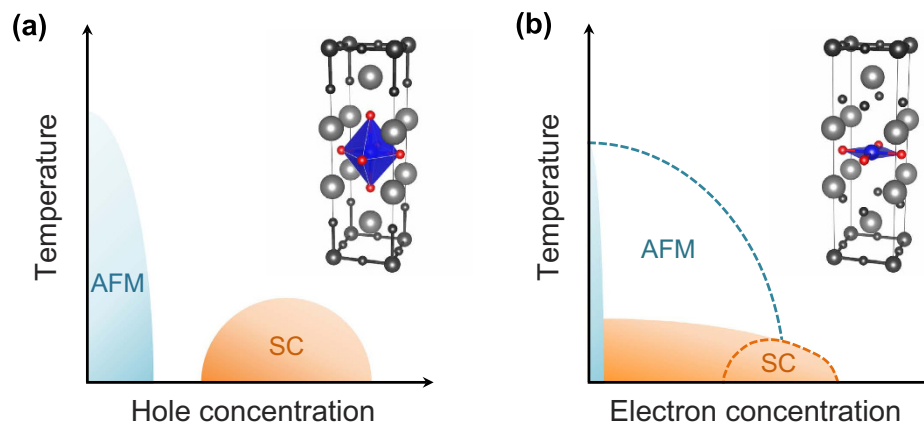 (a)
Temperature
AFM
SC
Hole concentration
(b)
Temperature
AFM
SC
Electron concentration